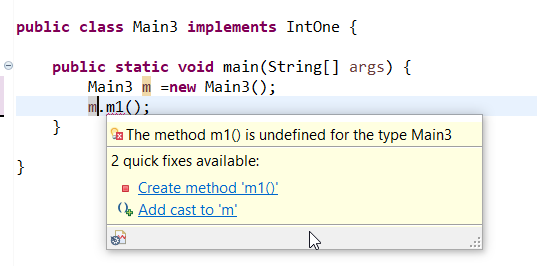 public class Main3 implements IntOne {
public static void main(String[] args) {
Main3 m =new Main3();
m.m1();
}
}
The method m1() is undefined for the type Main3
2 quick fixes available:
Create method 'm1()'
Add cast to 'm'